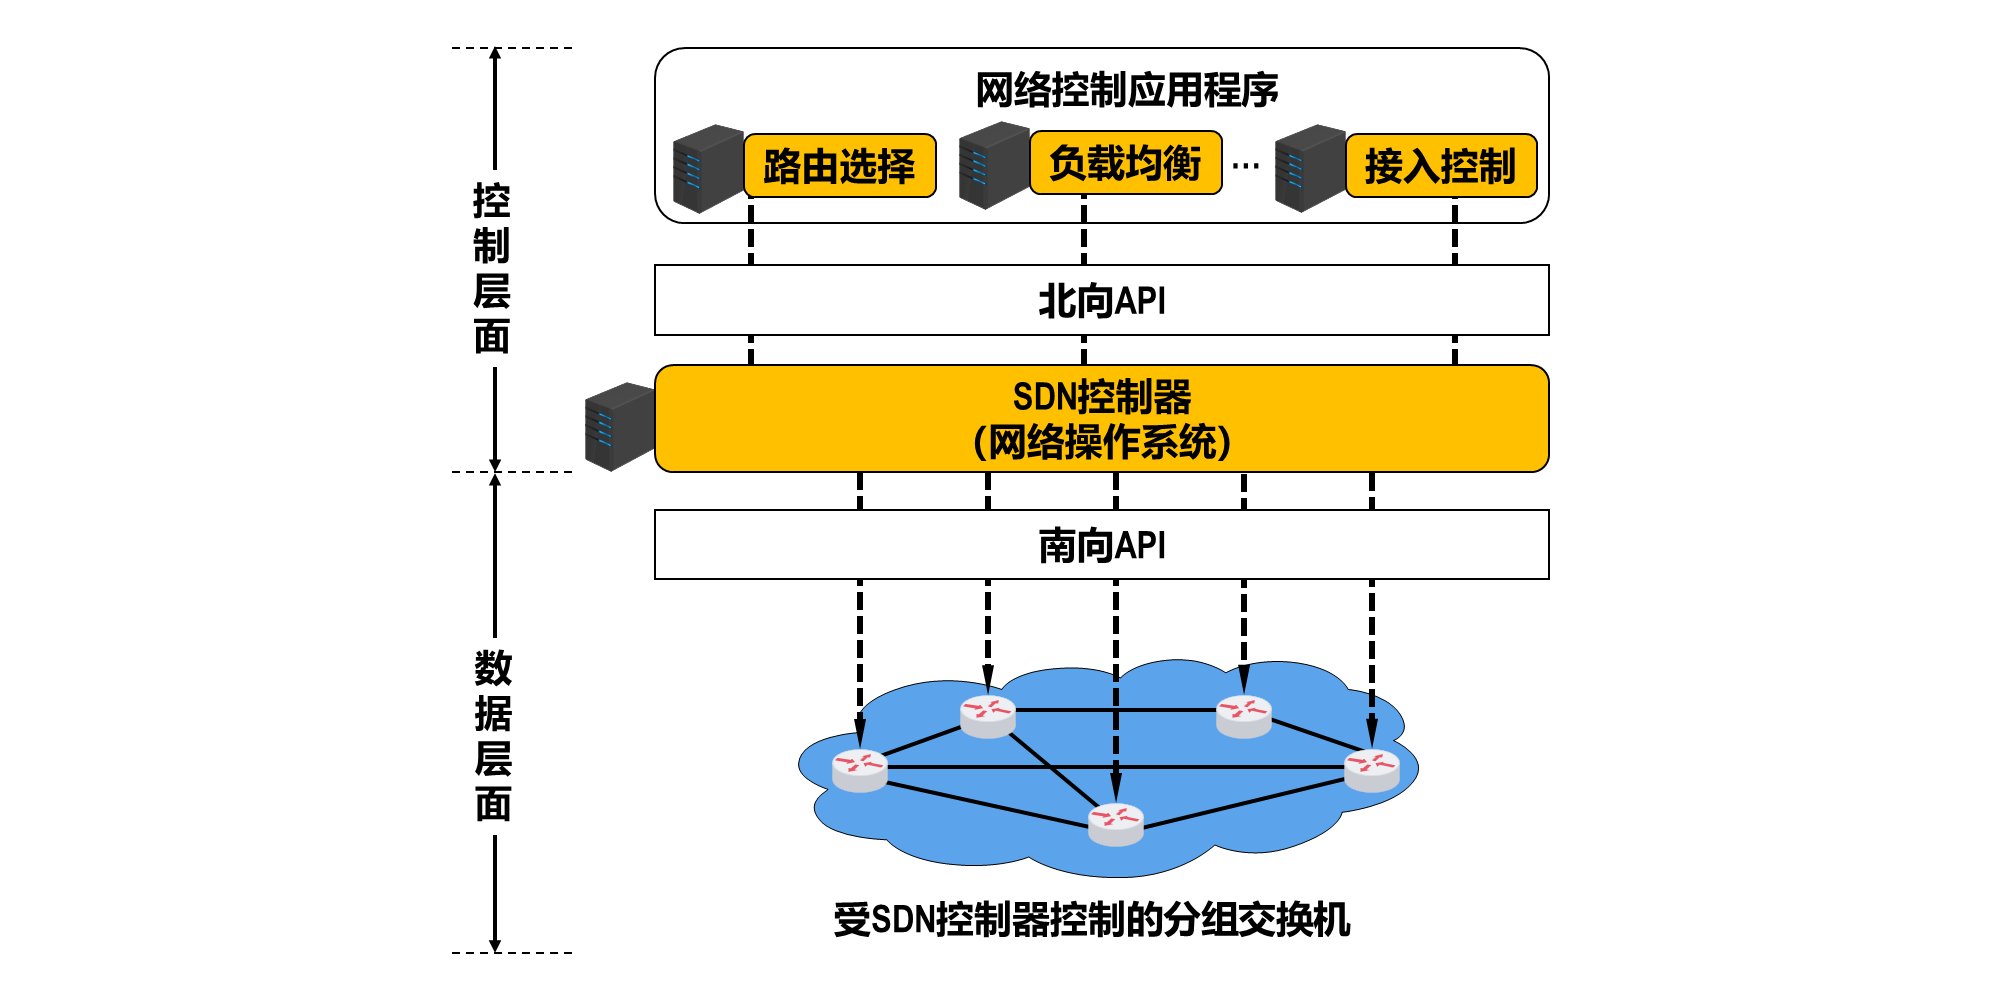 网络控制应用程序
路由选择
负载均衡
...
接入控制
控制层面
北向API
SDN控制器
(网络操作系统)
南向API
数据层面
受SDN控制器控制的分组交换机